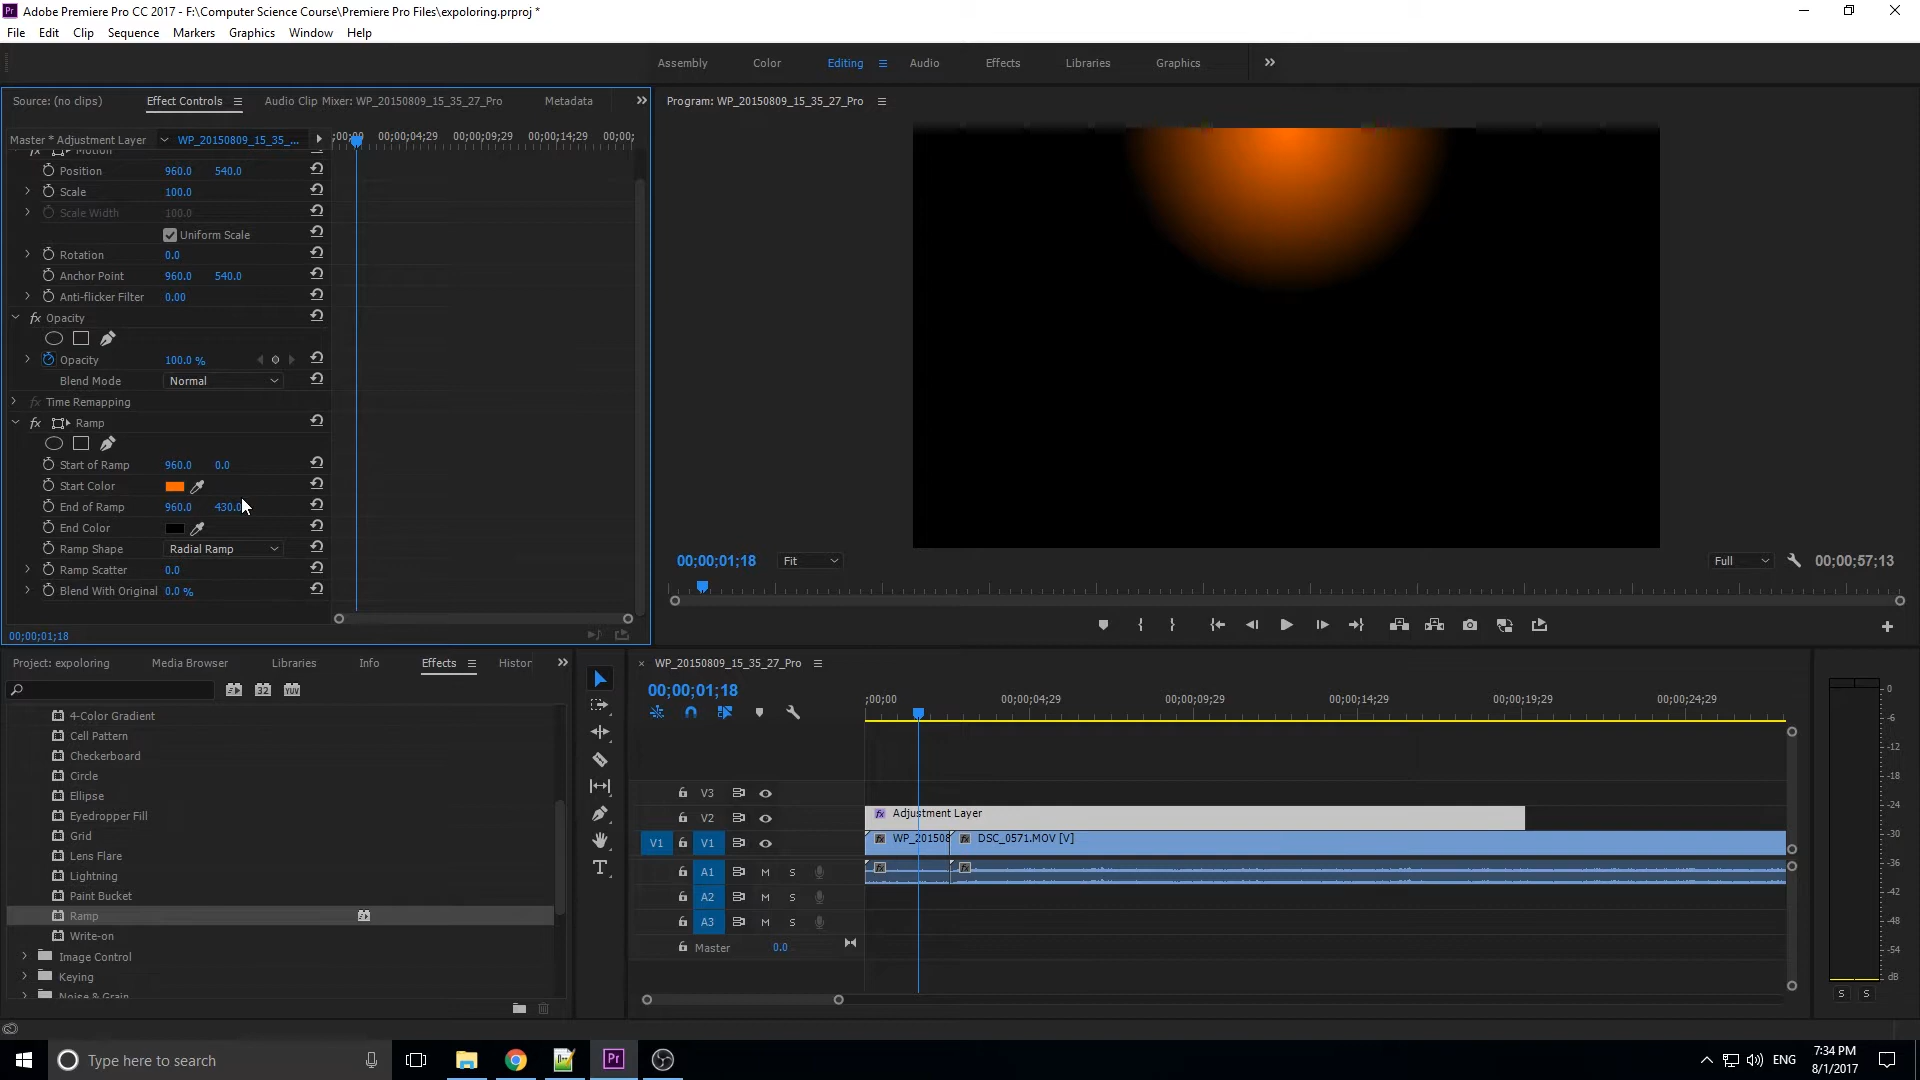 Adobe Premiere Pro CC 2017 - F:\Computer Science Course\Premiere Pro Files\expoloring.prproj *
File Edit Clip Sequence Markers Graphics Window Help
Assembly Color Editing Audio Effects Libraries Graphics
Source: (no clips) Effect Controls Audio Clip Mixer: WP_20150809_15_35_27_Pro Metadata
Program: WP_20150809_15_35_27_Pro
Master * Adjustment Layer WP_20150809_15_35_...
;00;00 00;00;04;29 00;00;09;29 00;00;14;29 00;00;
Motion
Position 960.0 540.0
Scale 100.0
Scale Width 100.0
Uniform Scale
Rotation 0.0
Anchor Point 960.0 540.0
Anti-flicker Filter 0.00
fx Opacity
Opacity 100.0 %
Blend Mode Normal
fx Time Remapping
fx Ramp
Start of Ramp 960.0 0.0
Start Color
End of Ramp 960.0 430.0
End Color
Ramp Shape Radial Ramp
Ramp Scatter 0.0
Blend With Original 0.0 %
00;00;01;18
00;00;01;18 Fit Full 00;00;57;13
Project: expoloring Media Browser Libraries Info Effects Histor
32 YUV
4-Color Gradient
Cell Pattern
Checkerboard
Circle
Ellipse
Eyedropper Fill
Grid
Lens Flare
Lightning
Paint Bucket
Ramp
Write-on
Image Control
Keying
Noise & Grain
× WP_20150809_15_35_27_Pro
00;00;01;18
;00;00 00;00;04;29 00;00;09;29 00;00;14;29 00;00;19;29 00;00;24;29
V3
V2 fx Adjustment Layer
V1 V1 fx WP_201508 fx DSC_0571.MOV [V]
A1 M S
A2 M S
A3 M S
Master 0.0
0
-6
-12
-18
-24
-30
-36
-42
-48
-54
dB
S S
Type here to search
Pr
ENG
7:34 PM
8/1/2017